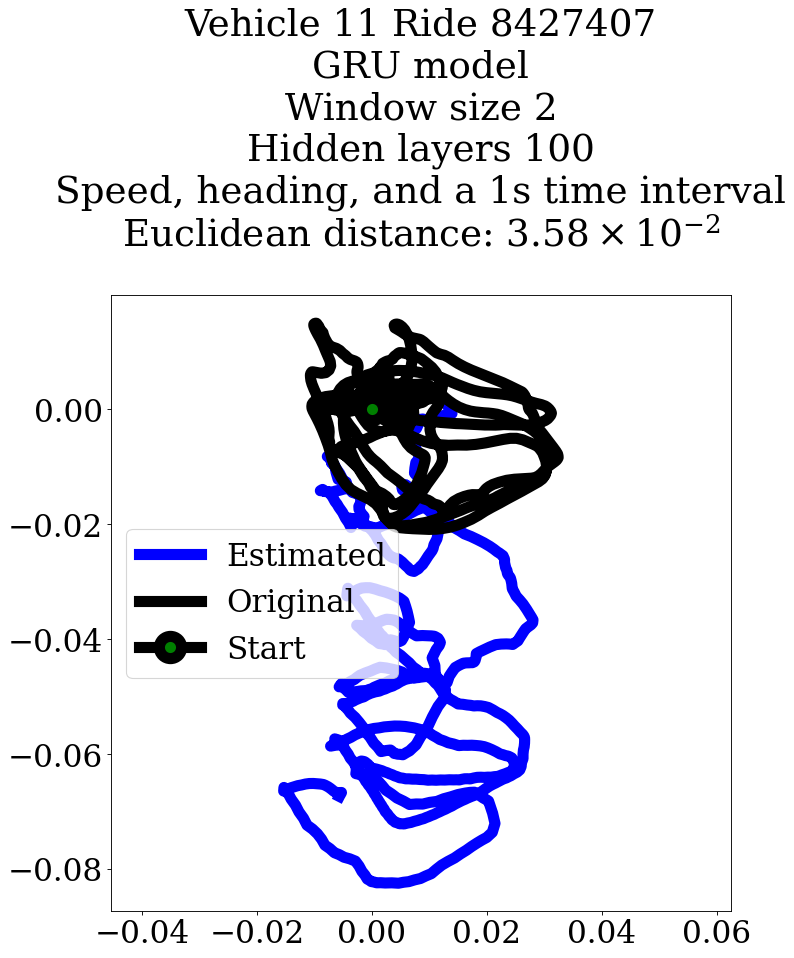 Vehicle 11 Ride 8427407
GRU model
Window size 2
Hidden layers 100
Speed, heading, and a 1s time interval
Euclidean distance: 3.58 × 10⁻²
0.00
−0.02
−0.04
−0.06
−0.08
Estimated
Original
Start
−0.04 −0.02 0.00 0.02 0.04 0.06